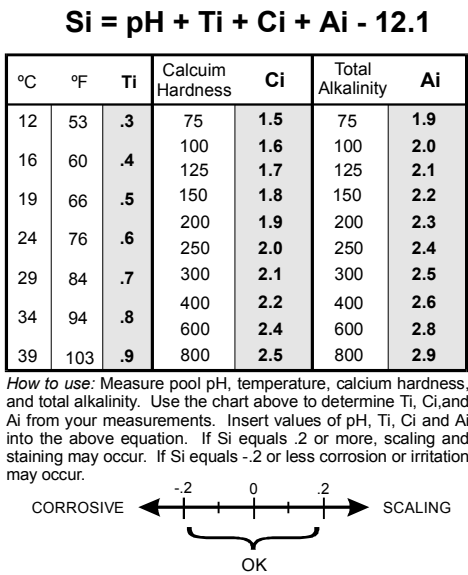 Si = pH + Ti + Ci + Ai - 12.1
ºC ºF Ti Calcuim Hardness Ci Total Alkalinity Ai
12 53 .3 75 1.5 75 1.9
100 1.6 100 2.0
16 60 .4 125 1.7 125 2.1
19 66 .5 150 1.8 150 2.2
200 1.9 200 2.3
24 76 .6 250 2.0 250 2.4
29 84 .7 300 2.1 300 2.5
400 2.2 400 2.6
34 94 .8 600 2.4 600 2.8
39 103 .9 800 2.5 800 2.9
How to use: Measure pool pH, temperature, calcium hardness,
and total alkalinity. Use the chart above to determine Ti, Ci,and
Ai from your measurements. Insert values of pH, Ti, Ci and Ai
into the above equation. If Si equals .2 or more, scaling and
staining may occur. If Si equals -.2 or less corrosion or irritation
may occur.
-.2 0 .2
CORROSIVE SCALING
OK